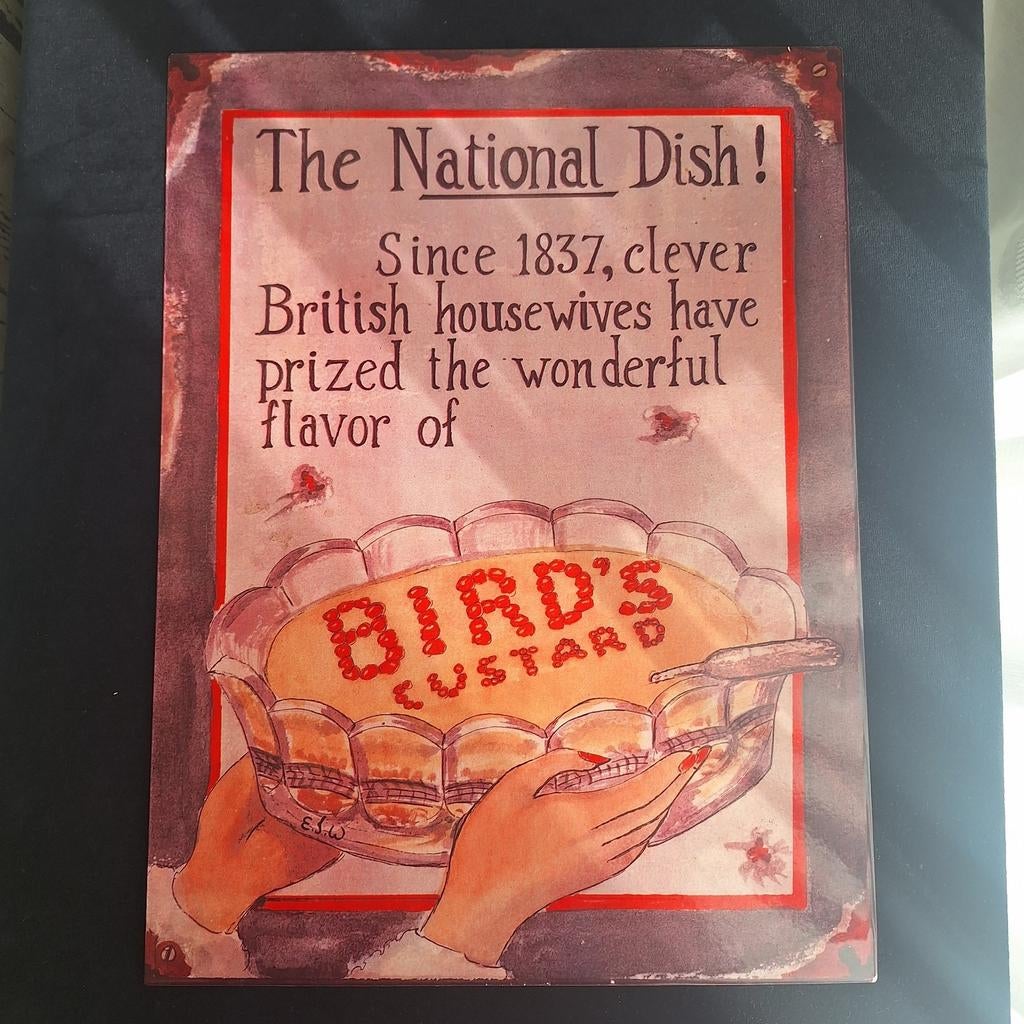 The National Dish!
Since 1837, clever
British housewives have
prized the wonderful
flavor of
BIRD'S
CUSTARD
E.S.W